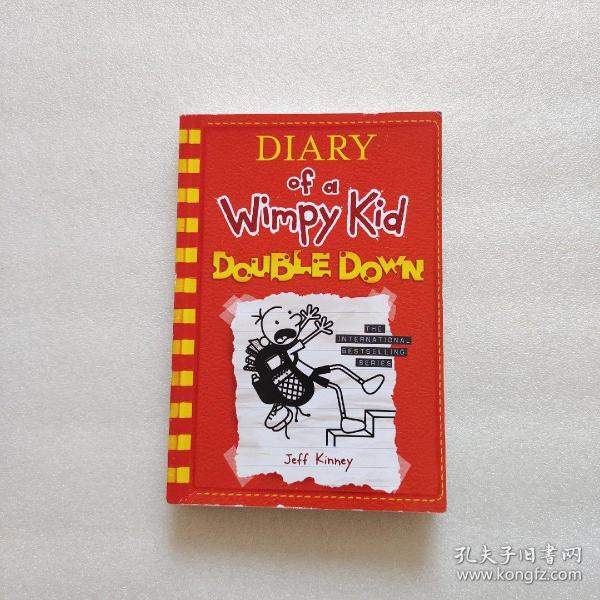 DIARY
of a
Wimpy Kid
DOUBLE DOWN
THE
INTERNATIONAL
BESTSELLING
SERIES
Jeff Kinney
孔夫子旧书网
www.kongfz.com